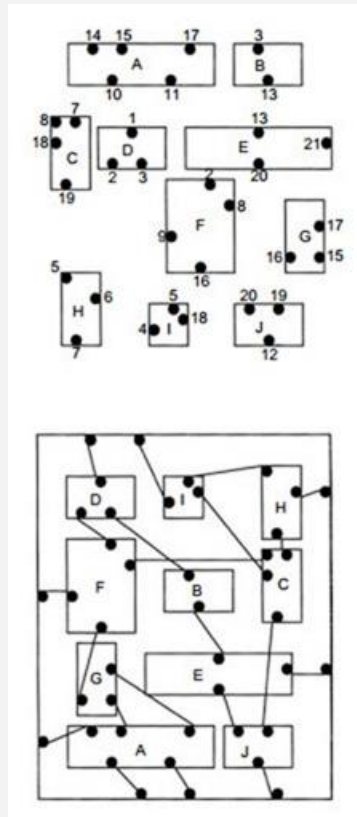 14 15 17 3
A B
10 11 13
8 7 1 13
18 C D E 21
2 3 20
19 2
8
F G 17
9
16 15
5 16
6 5 20 19
H 18
4 I J
7 12
D I H
F B C
G E
A J